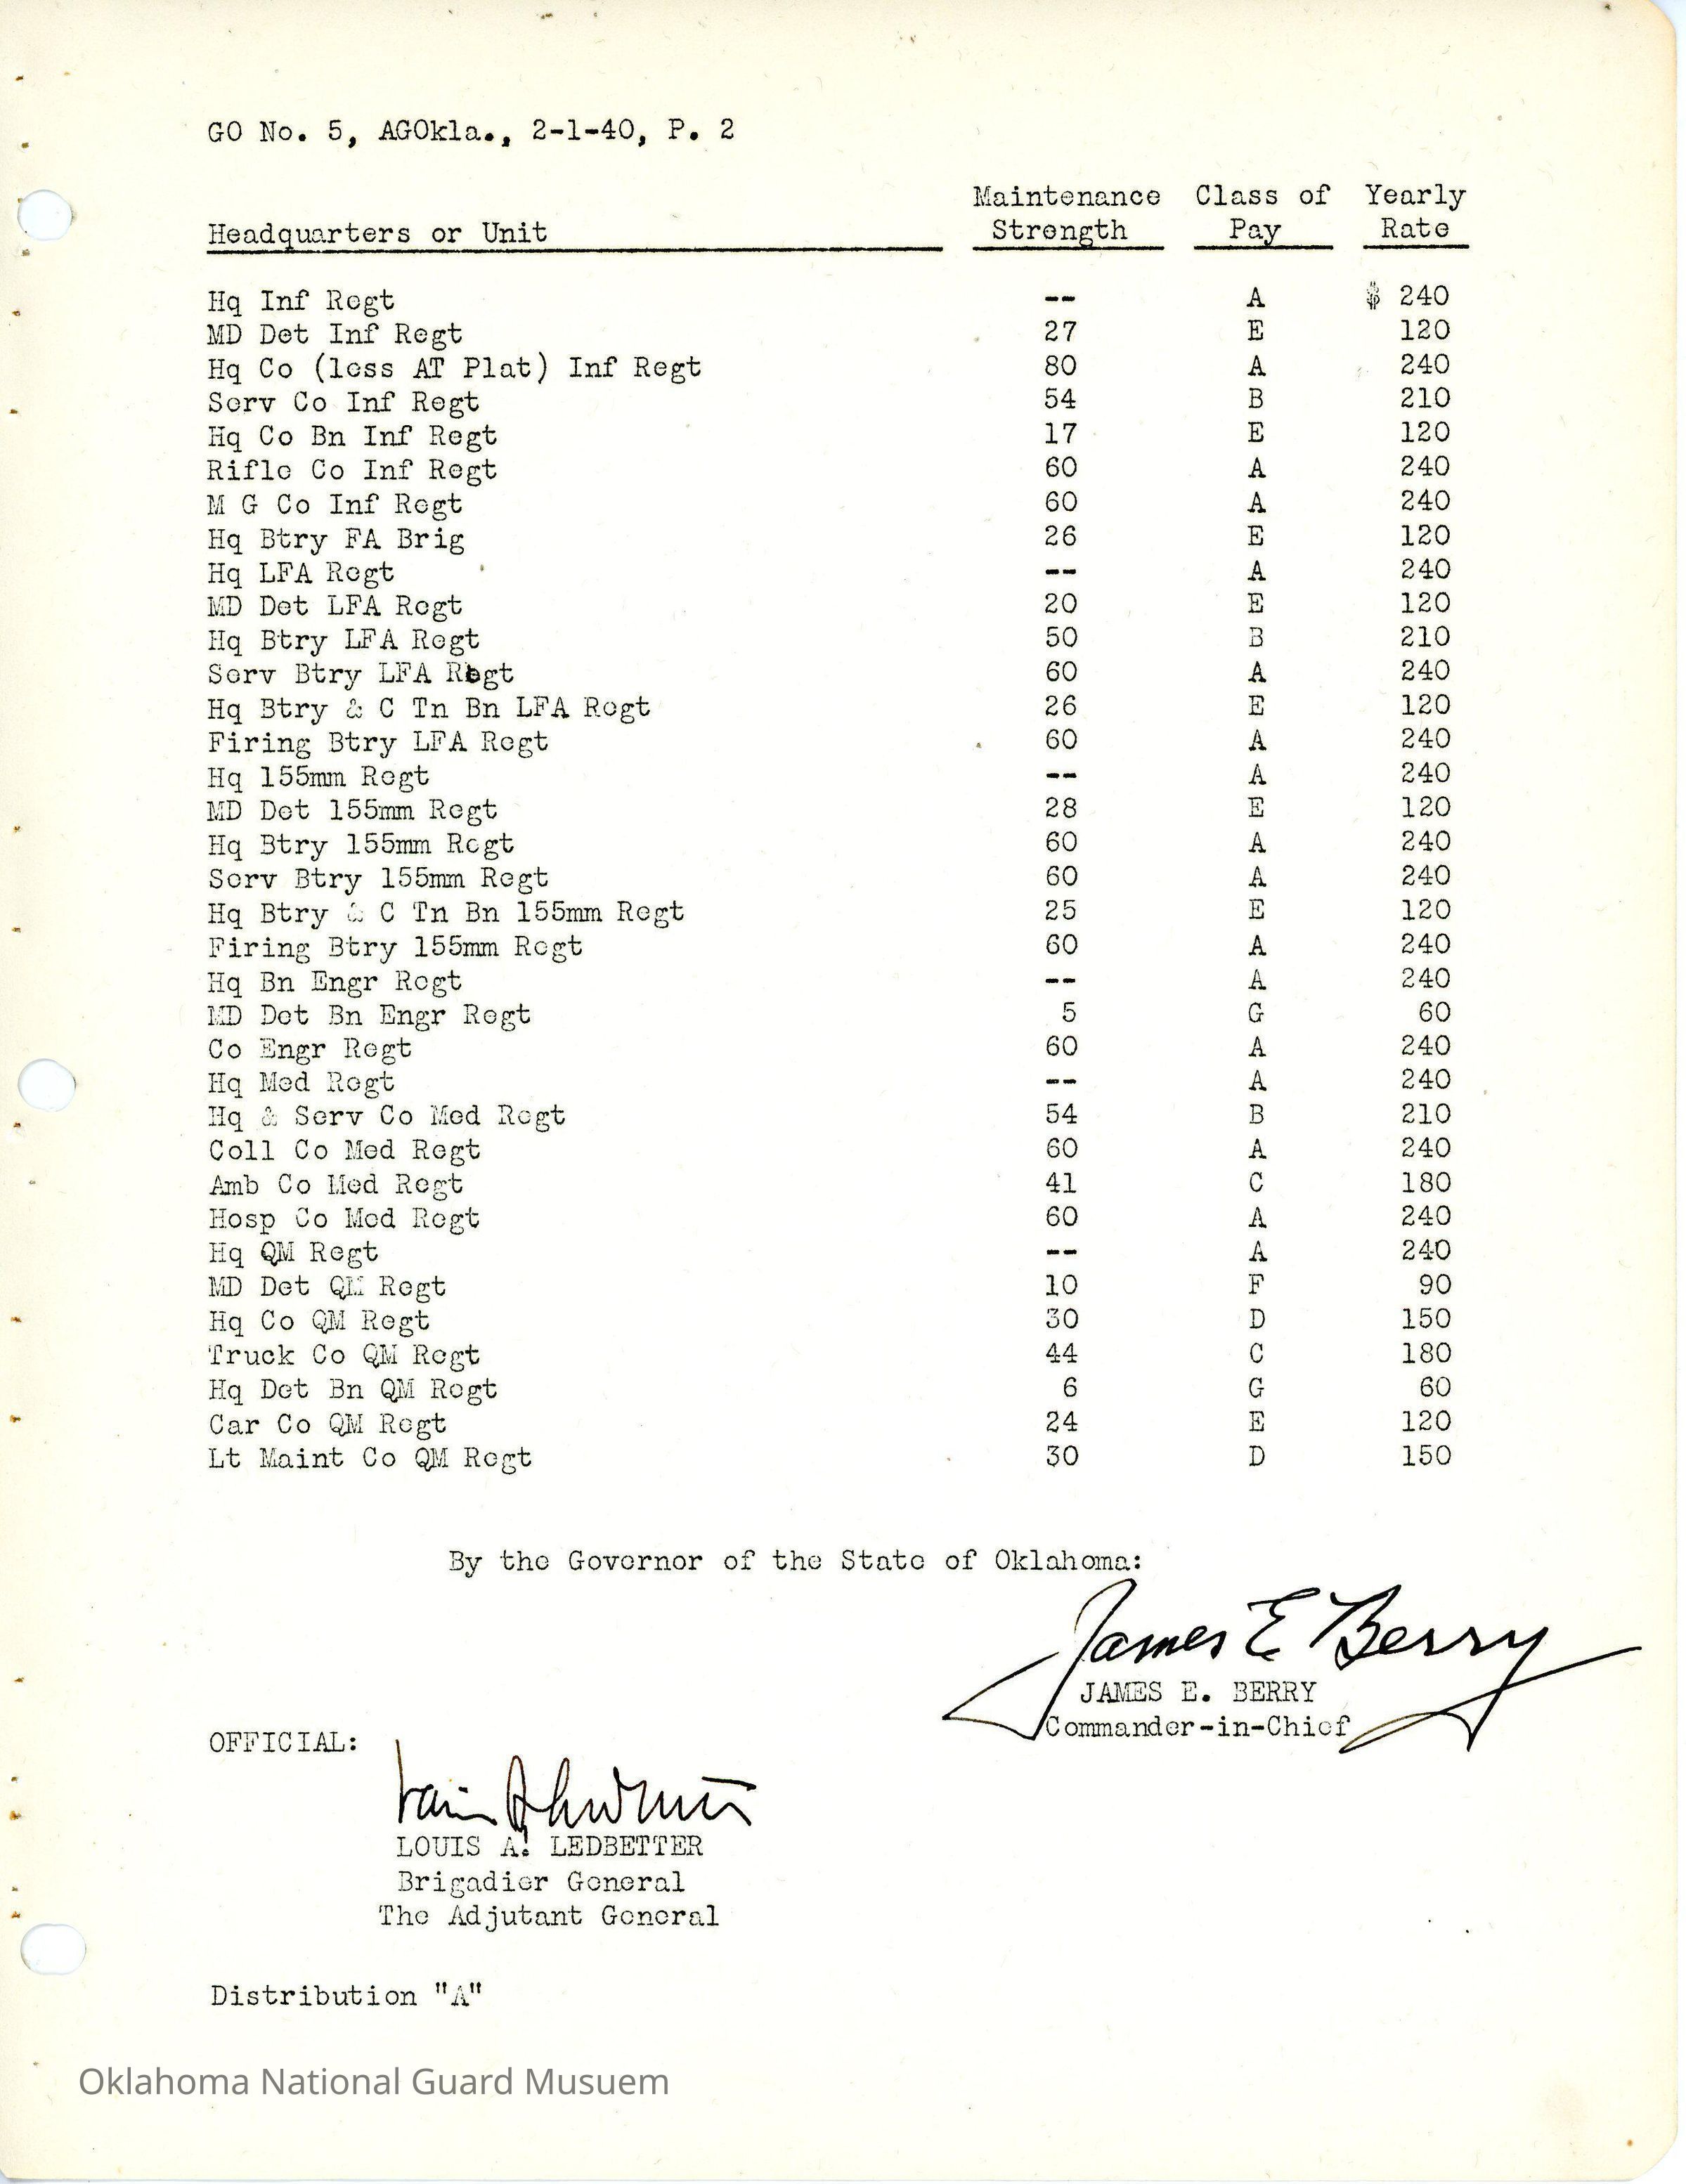 GO No. 5, AGOkla., 2-1-40, P. 2
Maintenance Class of Yearly
Headquarters or Unit Strength Pay Rate
Hq Inf Regt -- A $ 240
MD Det Inf Regt 27 E 120
Hq Co (less AT Plat) Inf Regt 80 A 240
Serv Co Inf Regt 54 B 210
Hq Co Bn Inf Regt 17 E 120
Rifle Co Inf Regt 60 A 240
M G Co Inf Regt 60 A 240
Hq Btry FA Brig 26 E 120
Hq LFA Regt -- A 240
MD Det LFA Regt 20 E 120
Hq Btry LFA Regt 50 B 210
Serv Btry LFA Regt 60 A 240
Hq Btry & C Tn Bn LFA Regt 26 E 120
Firing Btry LFA Regt 60 A 240
Hq 155mm Regt -- A 240
MD Det 155mm Regt 28 E 120
Hq Btry 155mm Regt 60 A 240
Serv Btry 155mm Regt 60 A 240
Hq Btry & C Tn Bn 155mm Regt 25 E 120
Firing Btry 155mm Regt 60 A 240
Hq Bn Engr Regt -- A 240
MD Det Bn Engr Regt 5 G 60
Co Engr Regt 60 A 240
Hq Med Regt -- A 240
Hq & Serv Co Med Regt 54 B 210
Coll Co Med Regt 60 A 240
Amb Co Med Regt 41 C 180
Hosp Co Med Regt 60 A 240
Hq QM Regt -- A 240
MD Det QM Regt 10 F 90
Hq Co QM Regt 30 D 150
Truck Co QM Regt 44 C 180
Hq Det Bn QM Regt 6 G 60
Car Co QM Regt 24 E 120
Lt Maint Co QM Regt 30 D 150
By the Governor of the State of Oklahoma:
James E Berry
JAMES E. BERRY
Commander-in-Chief
OFFICIAL:
LOUIS A. LEDBETTER
Brigadier General
The Adjutant General
Distribution "A"
Oklahoma National Guard Musuem